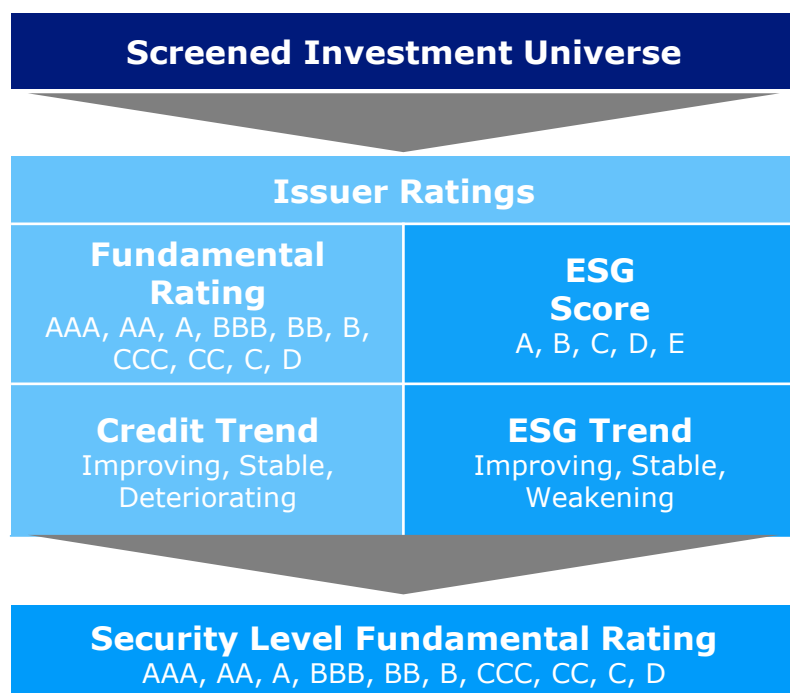 Screened Investment Universe
Issuer Ratings
Fundamental
Rating
AAA, AA, A, BBB, BB, B,
CCC, CC, C, D
ESG
Score
A, B, C, D, E
Credit Trend
Improving, Stable,
Deteriorating
ESG Trend
Improving, Stable,
Weakening
Security Level Fundamental Rating
AAA, AA, A, BBB, BB, B, CCC, CC, C, D